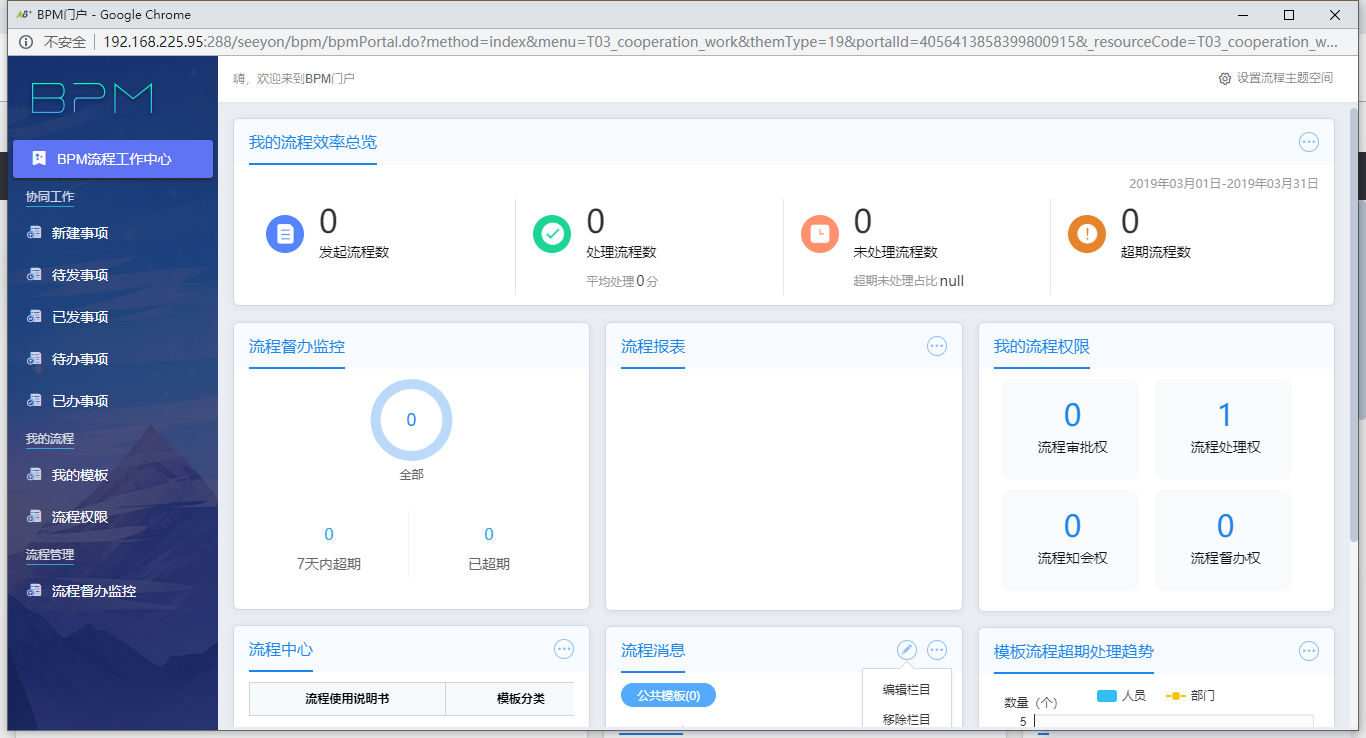 BPM门户 - Google Chrome
不安全 192.168.225.95:288/seeyon/bpm/bpmPortal.do?method=index&menu=T03_cooperation_work&themType=19&portalId=4056413858399800915&_resourceCode=T03_cooperation_w...
BPM
嗨，欢迎来到BPM门户
设置流程主题空间
BPM流程工作中心
协同工作
新建事项
待发事项
已发事项
待办事项
已办事项
我的流程
我的模板
流程权限
流程管理
流程督办监控
我的流程效率总览
2019年03月01日-2019年03月31日
0
发起流程数
0
处理流程数
平均处理0分
0
未处理流程数
超期未处理占比null
0
超期流程数
流程督办监控
0
全部
0
7天内超期
0
已超期
流程报表
我的流程权限
0
流程审批权
1
流程处理权
0
流程知会权
0
流程督办权
流程中心
流程使用说明书 模板分类
流程消息
公共模板(0)
编辑栏目
移除栏目
模板流程超期处理趋势
数量（个）
人员 部门
5